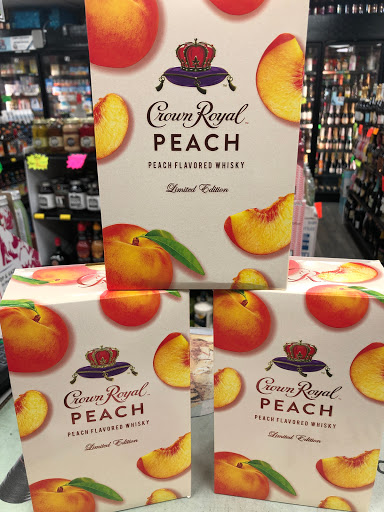 Crown Royal
PEACH
PEACH FLAVORED WHISKY
Limited Edition
Crown Royal
PEACH
PEACH FLAVORED WHISKY
Limited Edition
Crown Royal
PEACH
PEACH FLAVORED WHISKY
Limited Edition